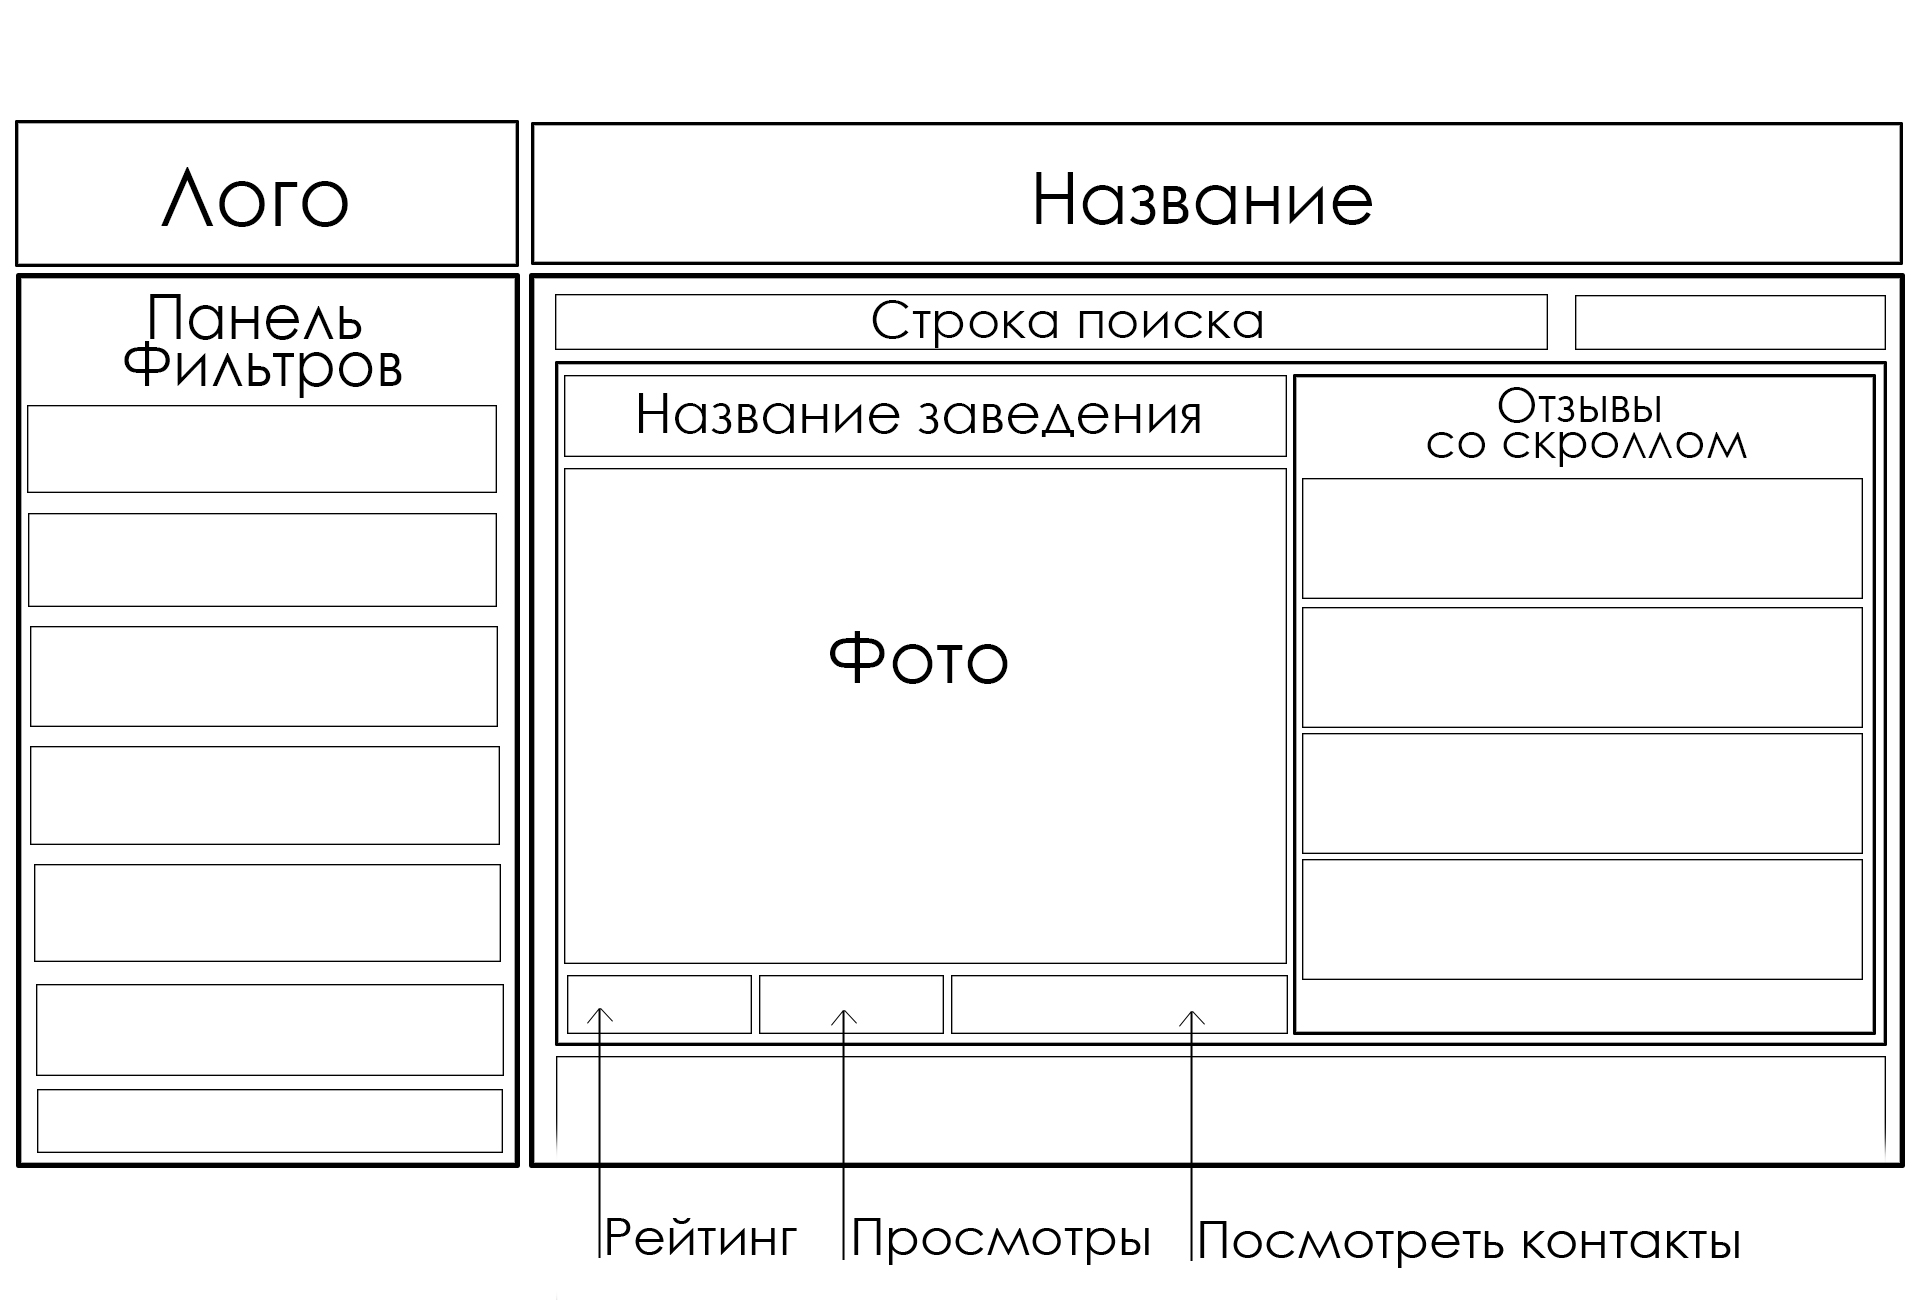 Лого
Название
Панель
Фильтров
Строка поиска
Название заведения
Отзывы
со скроллом
Фото
Рейтинг
Просмотры
Посмотреть контакты